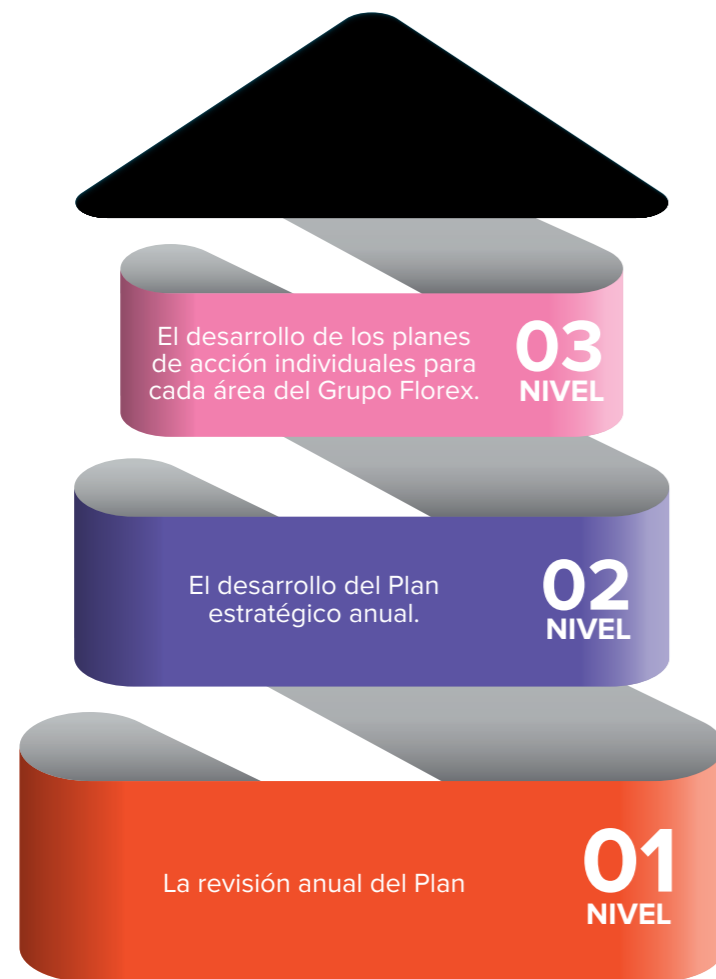 El desarrollo de los planes
de acción individuales para
cada área del Grupo Florex.
03
NIVEL
El desarrollo del Plan
estratégico anual.
02
NIVEL
La revisión anual del Plan
01
NIVEL